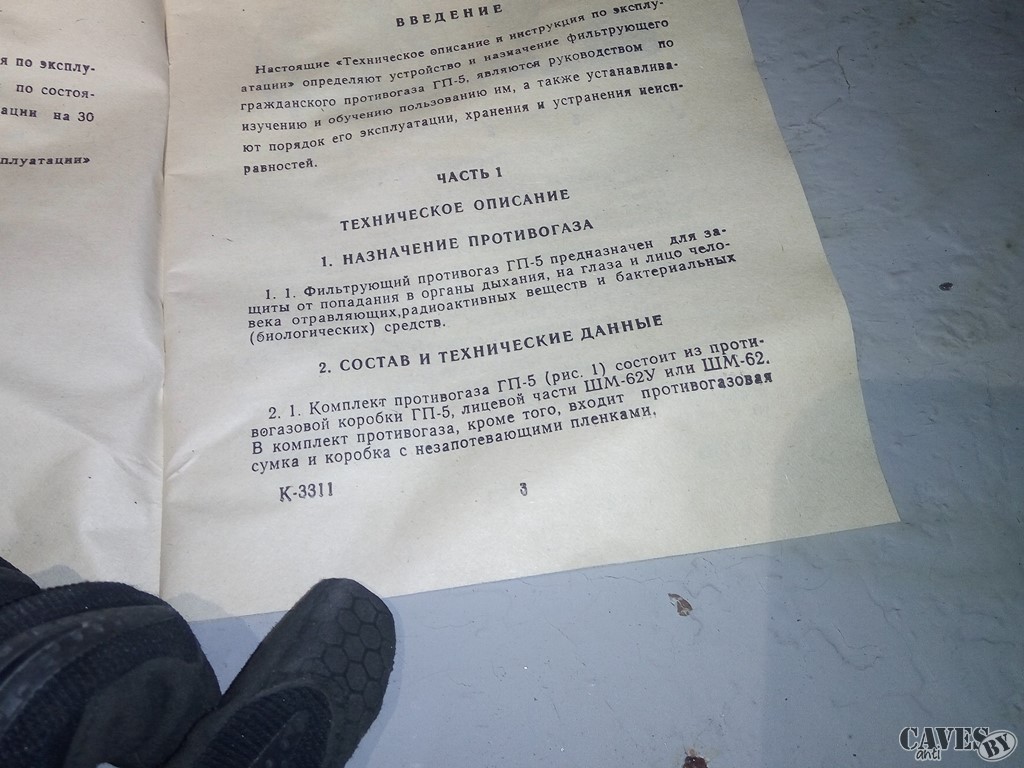 я по эксплу-
по состоя-
ации на 30
плуатации»
ВВЕДЕНИЕ
Настоящие «Техническое описание и инструкция по эксплу-
атации» определяют устройство и назначение фильтрующего
гражданского противогаза ГП-5, являются руководством по
изучению и обучению пользованию им, а также устанавлива-
ют порядок его эксплуатации, хранения и устранения неиси-
равностей.
ЧАСТЬ 1
ТЕХНИЧЕСКОЕ ОПИСАНИЕ
1. НАЗНАЧЕНИЕ ПРОТИВОГАЗА
1. 1. Фильтрующий противогаз ГП-5 предназначен для за-
щиты от попадания в органы дыхания, на глаза и лицо чело-
века отравляющих,радиоактивных веществ и бактериальных
(биологических) средств.
2. СОСТАВ И ТЕХНИЧЕСКИЕ ДАННЫЕ
2. 1. Комплект противогаза ГП-5 (рис. 1) состоит из проти-
вогазовой коробки ГП-5, лицевой части ШМ-62У или ШМ-62.
В комплект противогаза, кроме того, входит противогазовая
сумка и коробка с незапотевающими пленками.
К-3311
3
CAVES
anti
BY